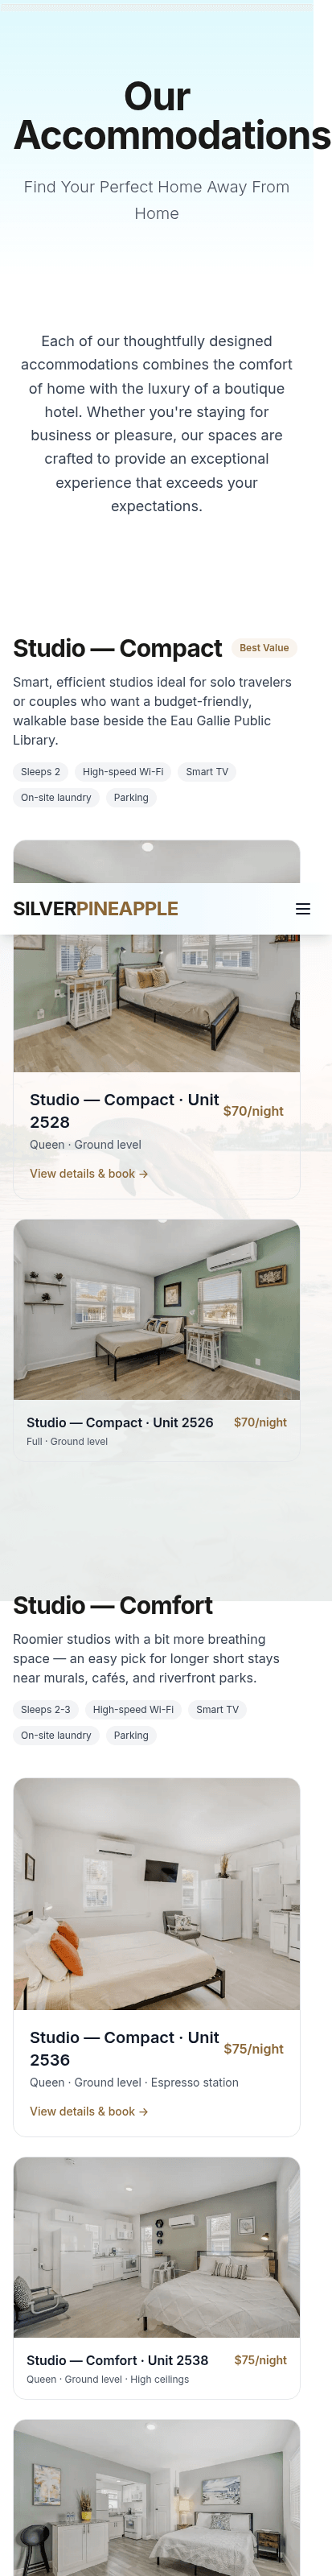 Our
Accommodations
Find Your Perfect Home Away From
Home
Each of our thoughtfully designed
accommodations combines the comfort
of home with the luxury of a boutique
hotel. Whether you're staying for
business or pleasure, our spaces are
crafted to provide an exceptional
experience that exceeds your
expectations.
Studio — Compact Best Value
Smart, efficient studios ideal for solo travelers
or couples who want a budget-friendly,
walkable base beside the Eau Gallie Public
Library.
Sleeps 2 High-speed Wi-Fi Smart TV
On-site laundry Parking
SILVERPINEAPPLE
Studio — Compact · Unit
2528
$70/night
Queen · Ground level
View details & book →
Studio — Compact · Unit 2526 $70/night
Full · Ground level
Studio — Comfort
Roomier studios with a bit more breathing
space — an easy pick for longer short stays
near murals, cafés, and riverfront parks.
Sleeps 2-3 High-speed Wi-Fi Smart TV
On-site laundry Parking
Studio — Compact · Unit
2536
$75/night
Queen · Ground level · Espresso station
View details & book →
Studio — Comfort · Unit 2538 $75/night
Queen · Ground level · High ceilings